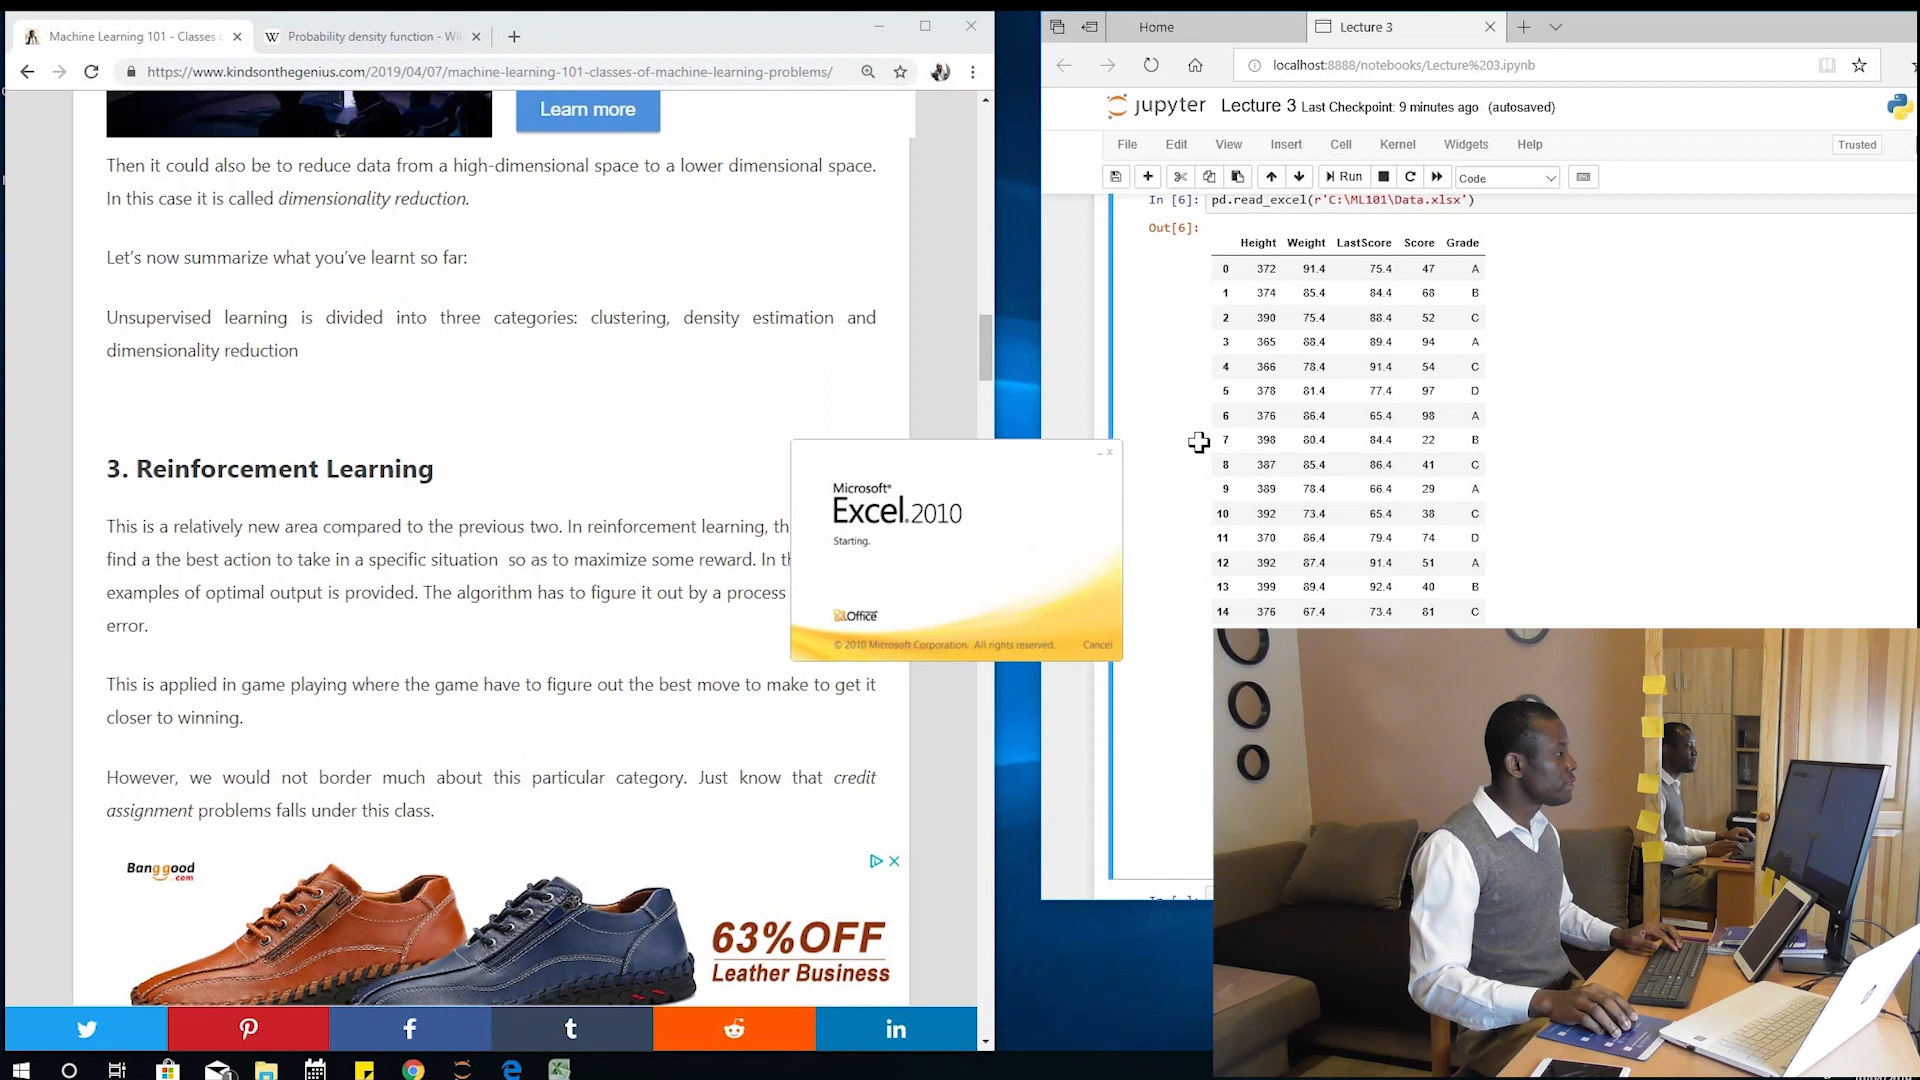 Machine Learning 101 - Classes
Probability density function - Wi
https://www.kindsonthegenius.com/2019/04/07/machine-learning-101-classes-of-machine-learning-problems/
Learn more
Then it could also be to reduce data from a high-dimensional space to a lower dimensional space.
In this case it is called dimensionality reduction.
Let's now summarize what you've learnt so far:
Unsupervised learning is divided into three categories: clustering, density estimation and
dimensionality reduction
3. Reinforcement Learning
This is a relatively new area compared to the previous two. In reinforcement learning, th
find a the best action to take in a specific situation so as to maximize some reward. In th
examples of optimal output is provided. The algorithm has to figure it out by a process
error.
This is applied in game playing where the game have to figure out the best move to make to get it
closer to winning.
However, we would not border much about this particular category. Just know that credit
assignment problems falls under this class.
Banggood
.com
63%OFF
Leather Business
Microsoft®
Excel®2010
Starting.
Office
© 2010 Microsoft Corporation. All rights reserved.
Cancel
Home
Lecture 3
localhost:8888/notebooks/Lecture%203.ipynb
jupyter Lecture 3 Last Checkpoint: 9 minutes ago (autosaved)
File Edit View Insert Cell Kernel Widgets Help
Trusted
Run
Code
In [6]: pd.read_excel(r'C:\ML101\Data.xlsx')
Out[6]:
Height Weight LastScore Score Grade
0 372 91.4 75.4 47 A
1 374 85.4 84.4 68 B
2 390 75.4 88.4 52 C
3 365 88.4 89.4 94 A
4 366 78.4 91.4 54 C
5 378 81.4 77.4 97 D
6 376 86.4 65.4 98 A
7 398 80.4 84.4 22 B
8 387 85.4 86.4 41 C
9 389 78.4 66.4 29 A
10 392 73.4 65.4 38 C
11 370 86.4 79.4 74 D
12 392 87.4 91.4 51 A
13 399 89.4 92.4 40 B
14 376 67.4 73.4 81 C